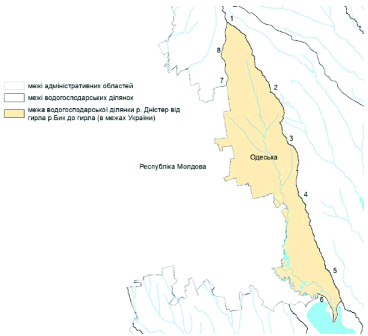 1
8
7
2
межі адміністративних областей
межі водогосподарських ділянок
межа водогосподарської ділянки р. Дністер від
гирла р.Бик до гирла (в межах України)
3
Одеська
Республіка Молдова
4
5
6